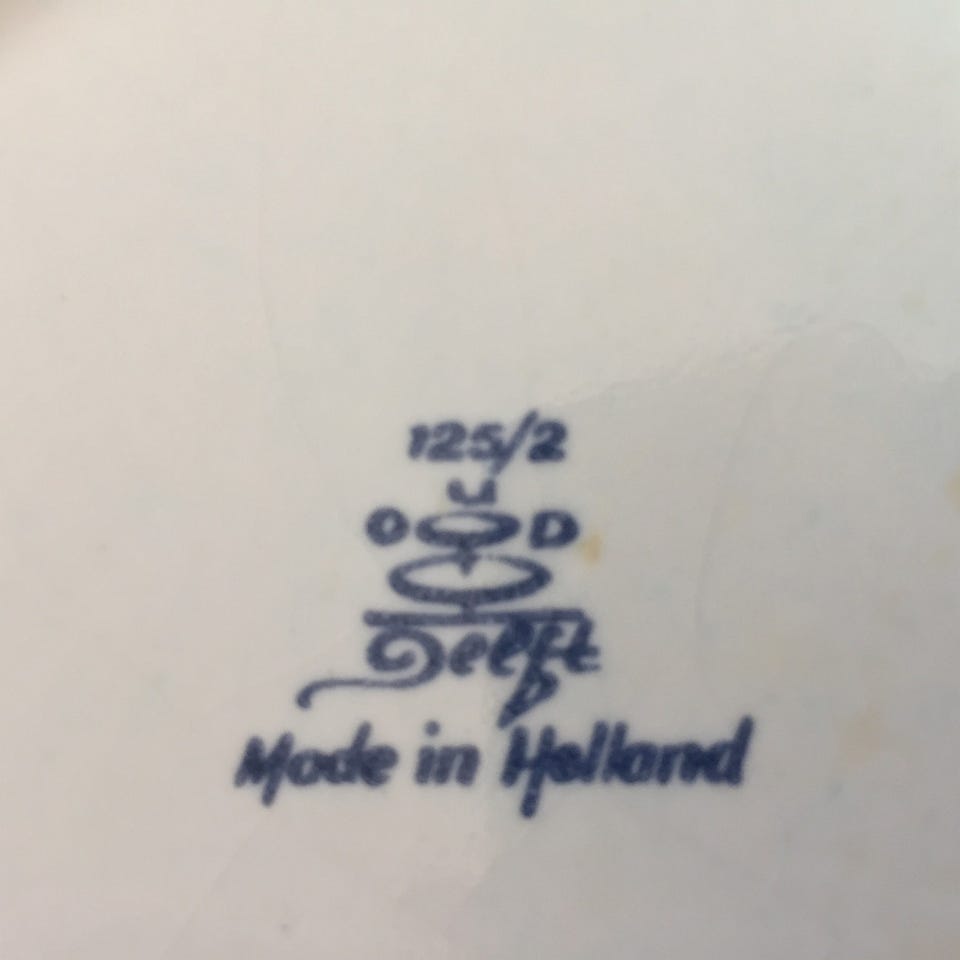 125/2
U
O D
Delft
Made in Holland